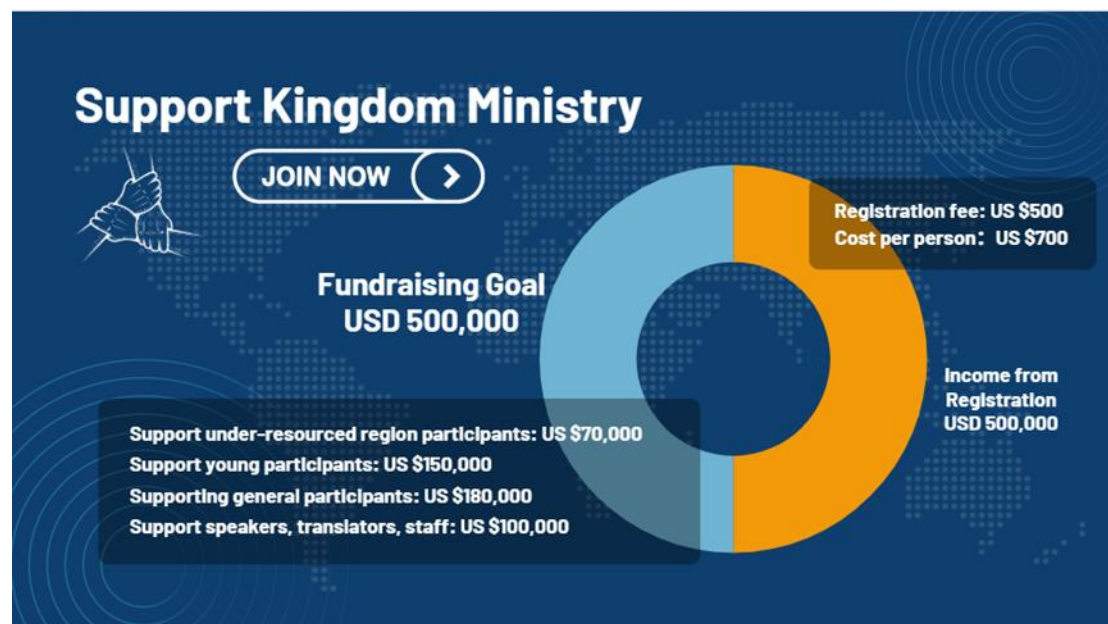 Support Kingdom Ministry
JOIN NOW
Registration fee: US $500
Cost per person: US $700
Fundraising Goal
USD 500,000
Income from
Registration
USD 500,000
Support under-resourced region participants: US $70,000
Support young participants: US $150,000
Supporting general participants: US $180,000
Support speakers, translators, staff: US $100,000